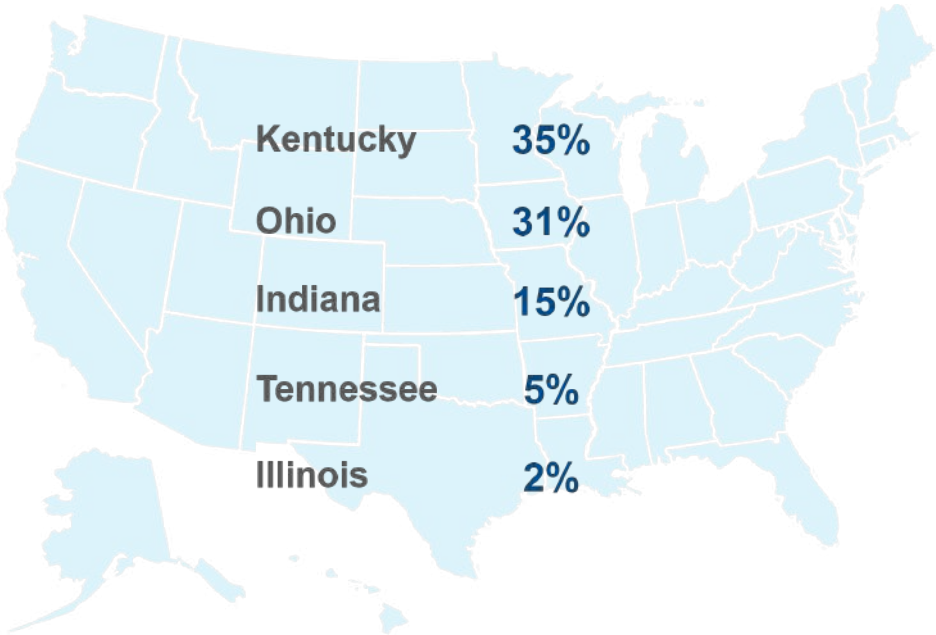 Kentucky 35%
Ohio 31%
Indiana 15%
Tennessee 5%
Illinois 2%